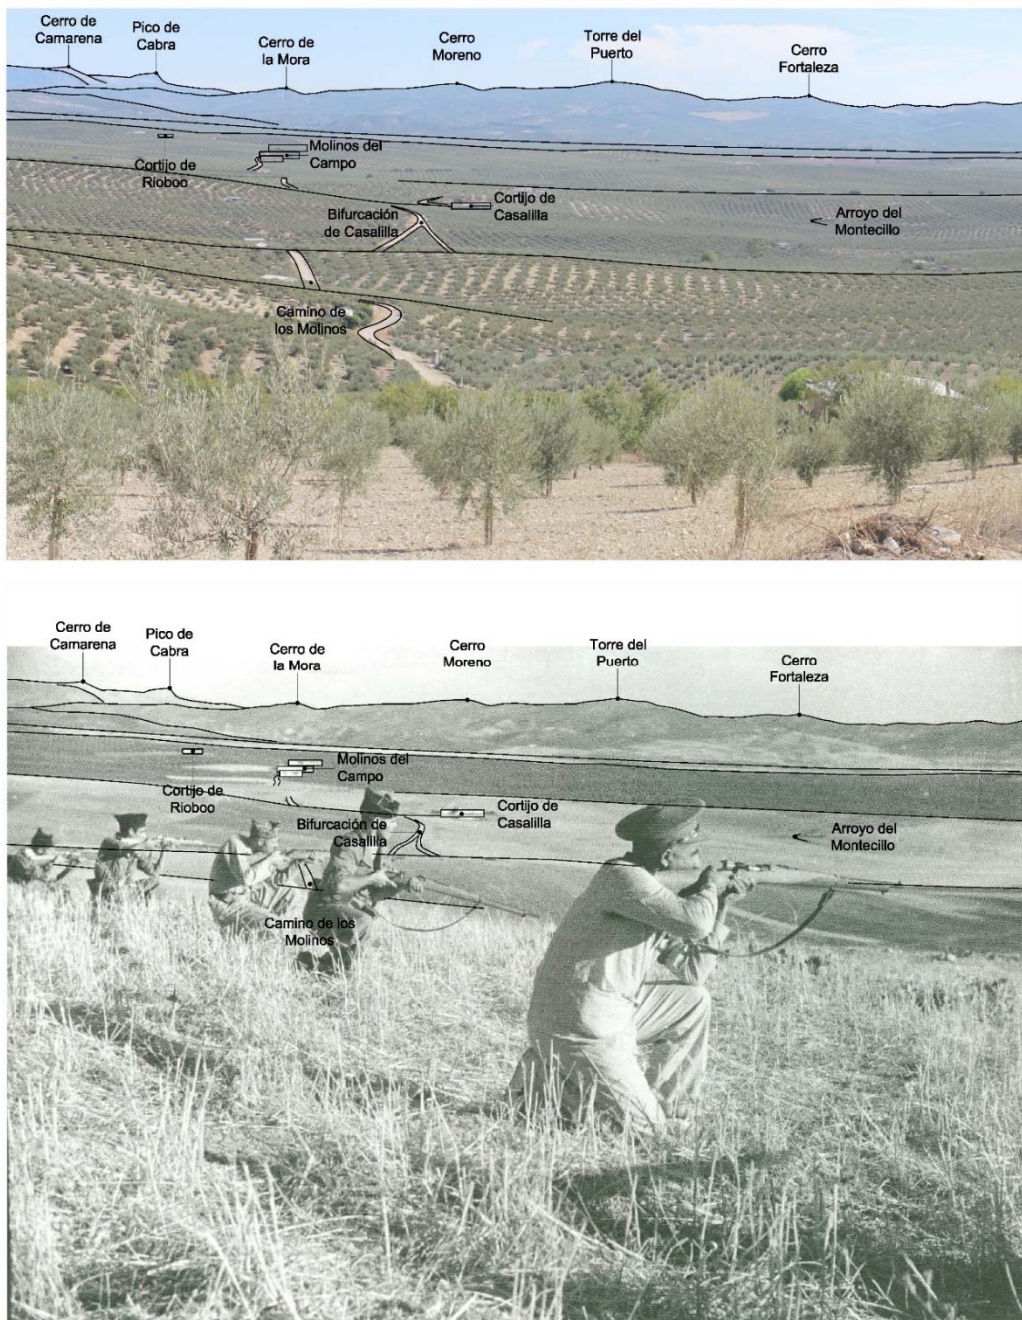 Cerro de
Camarena
Pico de
Cabra
Cerro de
la Mora
Cerro
Moreno
Torre del
Puerto
Cerro
Fortaleza
Molinos del
Campo
Cortijo de
Rioboo
Cortijo de
Casalilla
Bifurcación
de Casalilla
Arroyo del
Montecillo
Camino de
los Molinos
Cerro de
Camarena
Pico de
Cabra
Cerro de
la Mora
Cerro
Moreno
Torre del
Puerto
Cerro
Fortaleza
Molinos del
Campo
Cortijo de
Rioboo
Cortijo de
Casalilla
Bifurcación de
Casalilla
Arroyo del
Montecillo
Camino de los
Molinos